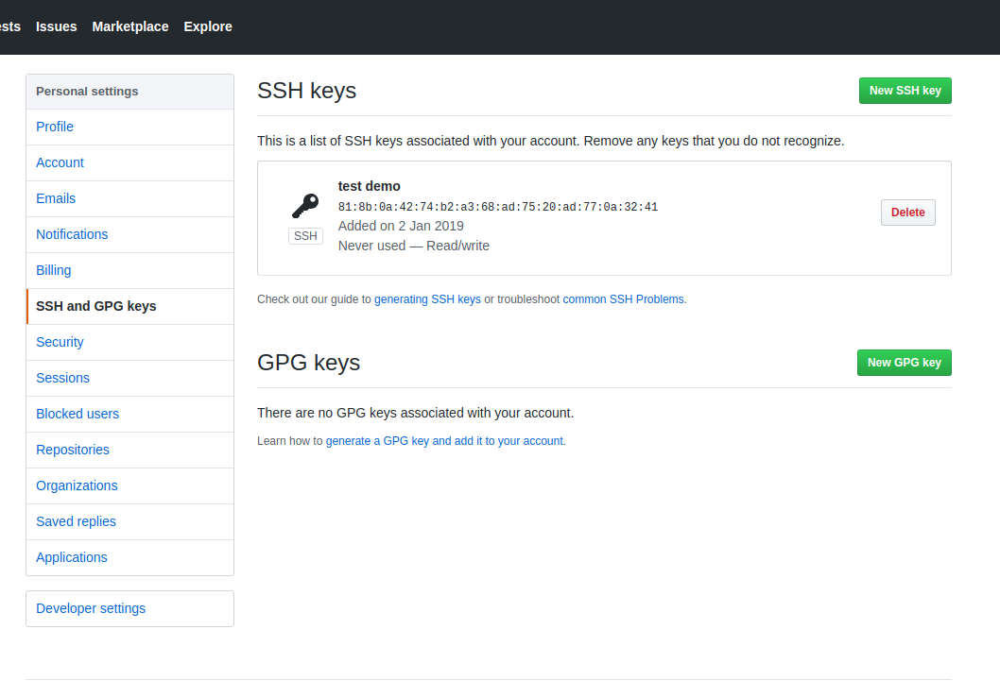 Issues Marketplace Explore
Personal settings
Profile
Account
Emails
Notifications
Billing
SSH and GPG keys
Security
Sessions
Blocked users
Repositories
Organizations
Saved replies
Applications
Developer settings
SSH keys
New SSH key
This is a list of SSH keys associated with your account. Remove any keys that you do not recognize.
test demo
81:8b:0a:42:74:b2:a3:68:ad:75:20:ad:77:0a:32:41
Added on 2 Jan 2019
Never used — Read/write
SSH
Delete
Check out our guide to generating SSH keys or troubleshoot common SSH Problems.
GPG keys
New GPG key
There are no GPG keys associated with your account.
Learn how to generate a GPG key and add it to your account.